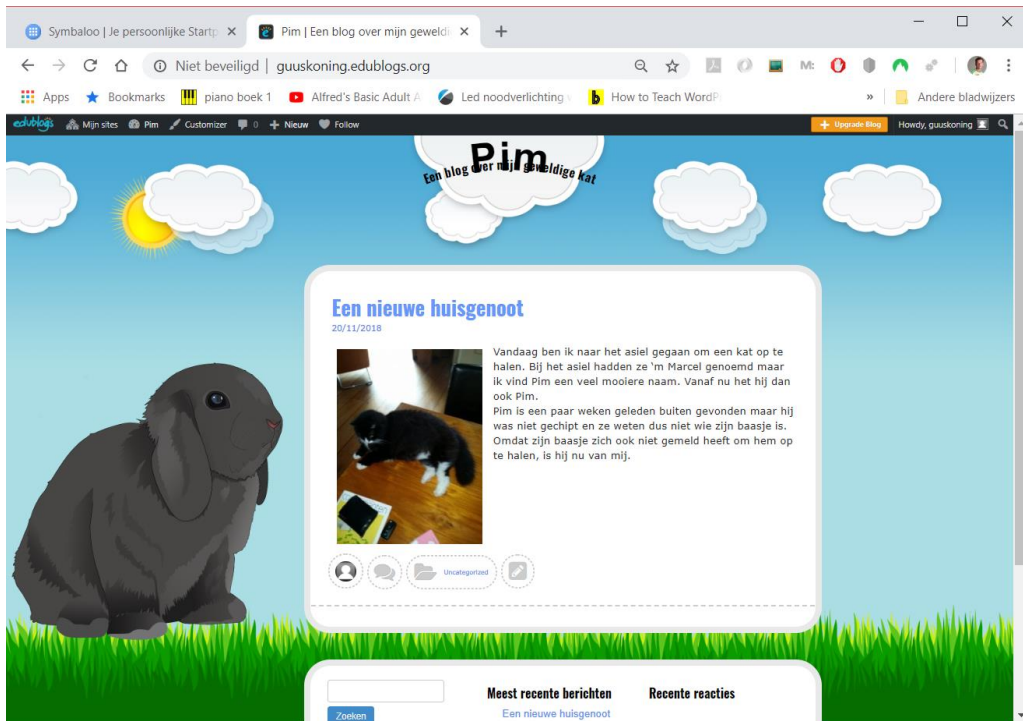 Symbaloo | Je persoonlijke Startp
Pim | Een blog over mijn geweldi
Niet beveiligd | guuskoning.edublogs.org
M:
Apps
Bookmarks
piano boek 1
Alfred's Basic Adult A
Led noodverlichting
How to Teach WordP
»
Andere bladwijzers
edublogs
Mijn sites
Pim
Customizer
0
Nieuw
Follow
Upgrade Blog
Howdy, guuskoning
Pim
Een blog over mijn geweldige kat
Een nieuwe huisgenoot
20/11/2018
Vandaag ben ik naar het asiel gegaan om een kat op te
halen. Bij het asiel hadden ze 'm Marcel genoemd maar
ik vind Pim een veel mooiere naam. Vanaf nu het hij dan
ook Pim.
Pim is een paar weken geleden buiten gevonden maar hij
was niet gechipt en ze weten dus niet wie zijn baasje is.
Omdat zijn baasje zich ook niet gemeld heeft om hem op
te halen, is hij nu van mij.
Uncategorized
Zoeken
Meest recente berichten
Een nieuwe huisgenoot
Recente reacties